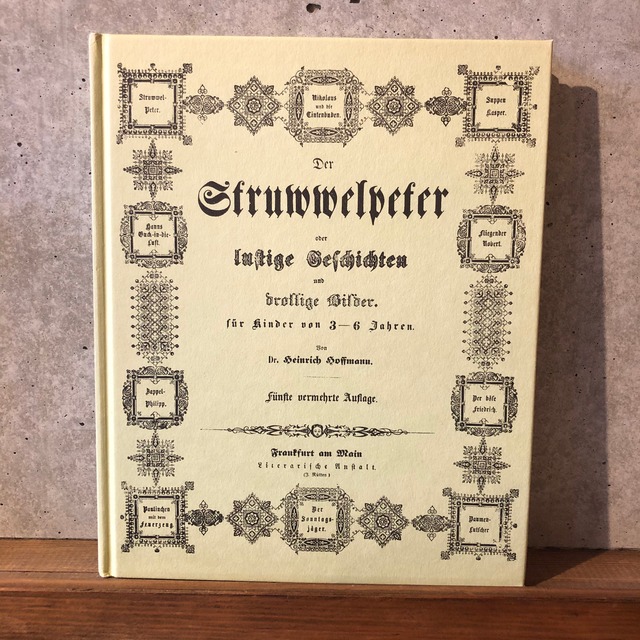 Struwwel-
Peter.
Nikolaus
und die
Tintenbuben.
Suppen
Kasper.
Der
Struwwelpeter
oder
lustige Geschichten
und
drollige Bilder.
für Kinder von 3—6 Jahren.
Von
Dr. Heinrich Hoffmann.
Fünfte vermehrte Auflage.
Frankfurt am Main
Literarische Anstalt.
(J. Rütten)
Hanns
Guck-in-die-
Luft.
Fliegender
Robert.
Zappel-
Philipp.
Der böse
Friedrich.
Paulinchen
mit dem
Feuerzeug.
Der
Sonntags-
jäger.
Daumen-
Lutscher